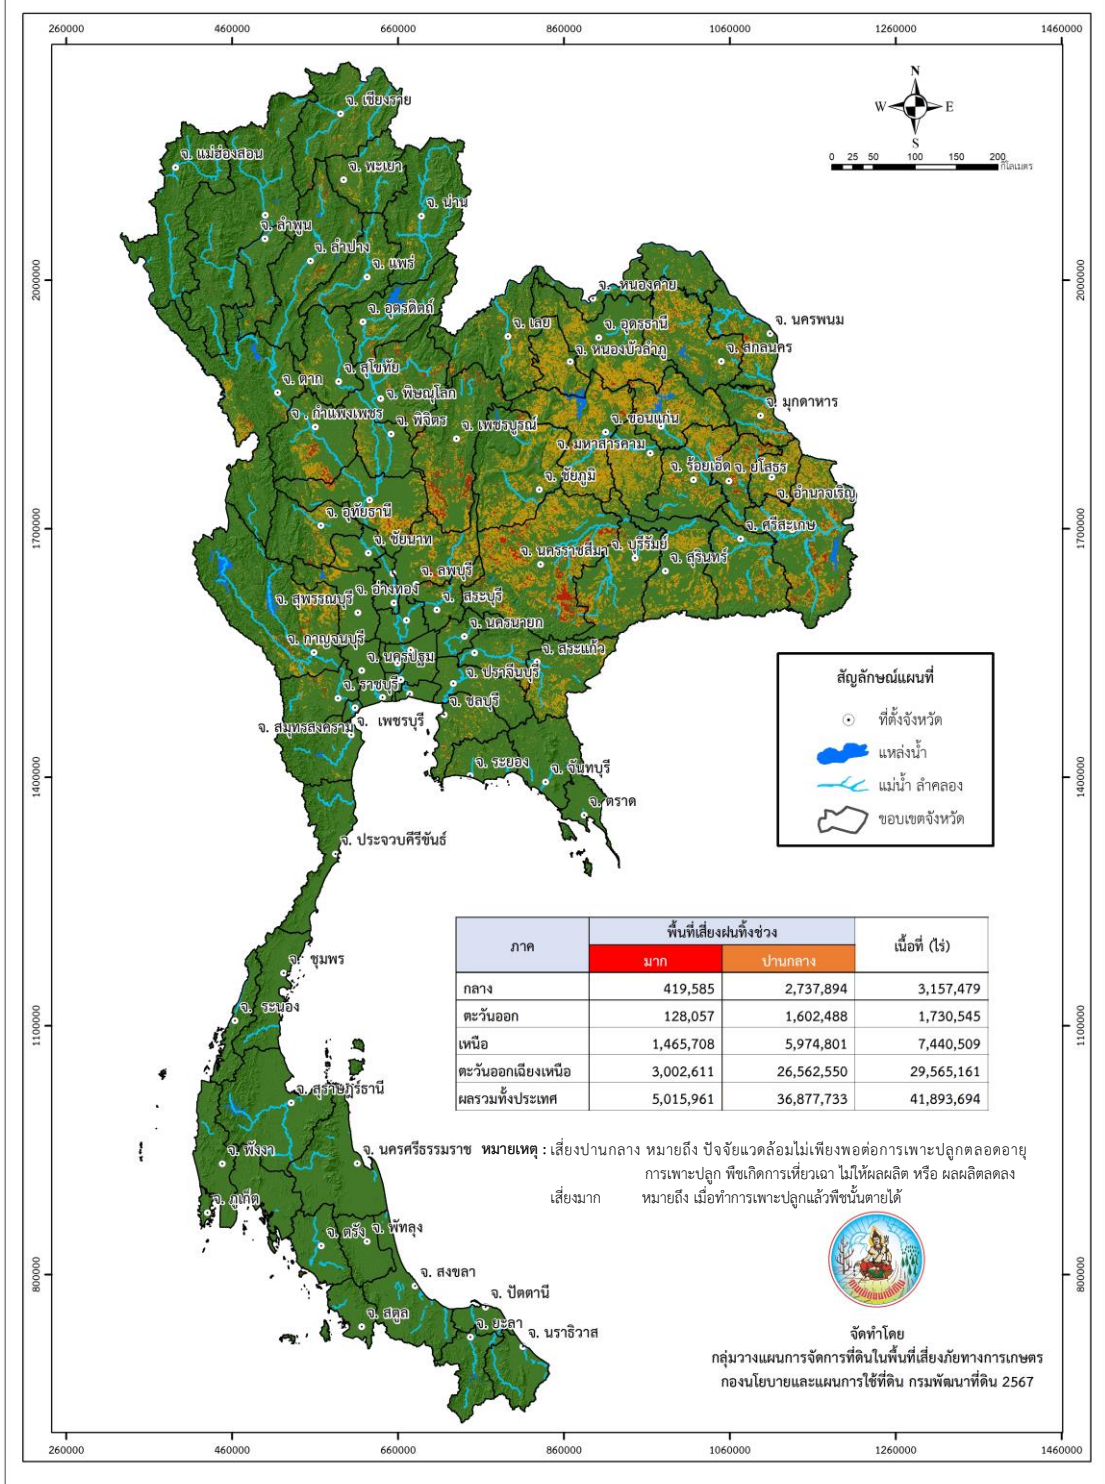 260000 460000 660000 860000 1060000 1260000 1460000
N
W E
S
0 25 50 100 150 200
กิโลเมตร
จ. เชียงราย
จ. แม่ฮ่องสอน
จ. พะเยา
จ. น่าน
จ. ลำพูน
จ. ลำปาง
จ. แพร่
2000000 2000000
จ. หนองคาย
จ. อุตรดิตถ์
จ. เลย
จ. อุดรธานี
จ. นครพนม
จ. หนองบัวลำภู
จ. สกลนคร
จ. สุโขทัย
จ. ตาก
จ. พิษณุโลก
จ. กำแพงเพชร
จ. พิจิตร
จ. เพชรบูรณ์
จ. ขอนแก่น
จ. มุกดาหาร
จ. มหาสารคาม
จ. ชัยภูมิ
จ. ร้อยเอ็ด
จ. ยโสธร
จ. อำนาจเจริญ
จ. อุทัยธานี
1700000 1700000
จ. ชัยนาท
จ. นครราชสีมา
จ. บุรีรัมย์
จ. ศรีสะเกษ
จ. สุรินทร์
จ. ลพบุรี
จ. สุพรรณบุรี
จ. อ่างทอง
จ. สระบุรี
จ. นครนายก
จ. กาญจนบุรี
จ. นครปฐม
จ. สระแก้ว
จ. ปราจีนบุรี
จ. ราชบุรี
จ. ชลบุรี
จ. สมุทรสงคราม
จ. เพชรบุรี
จ. ระยอง
จ. จันทบุรี
จ. ตราด
1400000 1400000
จ. ประจวบคีรีขันธ์
สัญลักษณ์แผนที่
ที่ตั้งจังหวัด
แหล่งน้ำ
แม่น้ำ ลำคลอง
ขอบเขตจังหวัด
จ. ชุมพร
จ. ระนอง
1100000 1100000
จ. สุราษฎร์ธานี
จ. พังงา
จ. นครศรีธรรมราช
จ. ภูเก็ต
จ. ตรัง
จ. พัทลุง
จ. สงขลา
800000 800000
จ. ปัตตานี
จ. สตูล
จ. ยะลา
จ. นราธิวาส
ภาค พื้นที่เสี่ยงฝนทิ้งช่วง เนื้อที่ (ไร่)
มาก ปานกลาง
กลาง 419,585 2,737,894 3,157,479
ตะวันออก 128,057 1,602,488 1,730,545
เหนือ 1,465,708 5,974,801 7,440,509
ตะวันออกเฉียงเหนือ 3,002,611 26,562,550 29,565,161
ผลรวมทั้งประเทศ 5,015,961 36,877,733 41,893,694
หมายเหตุ : เสี่ยงปานกลาง หมายถึง ปัจจัยแวดล้อมไม่เพียงพอต่อการเพาะปลูกตลอดอายุ
การเพาะปลูก พืชเกิดการเหี่ยวเฉา ไม่ให้ผลผลิต หรือ ผลผลิตลดลง
เสี่ยงมาก หมายถึง เมื่อทำการเพาะปลูกแล้วพืชนั้นตายได้
กรมพัฒนาที่ดิน
จัดทำโดย
กลุ่มวางแผนการจัดการที่ดินในพื้นที่เสี่ยงภัยทางการเกษตร
กองนโยบายและแผนการใช้ที่ดิน กรมพัฒนาที่ดิน 2567
260000 460000 660000 860000 1060000 1260000 1460000